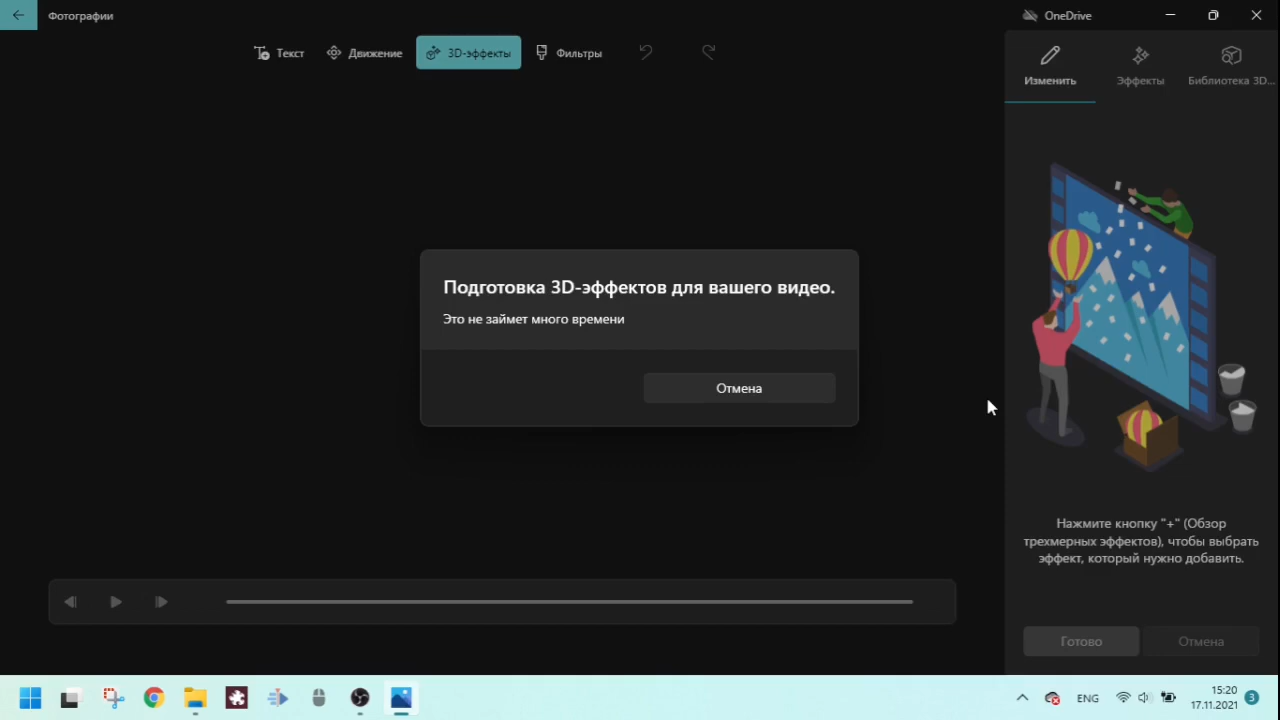 Фотографии
OneDrive
Текст
Движение
3D-эффекты
Фильтры
Изменить
Эффекты
Библиотека 3D...
Подготовка 3D-эффектов для вашего видео.
Это не займет много времени
Отмена
Нажмите кнопку "+" (Обзор
трехмерных эффектов), чтобы выбрать
эффект, который нужно добавить.
Готово
Отмена
ENG
15:20
17.11.2021
3